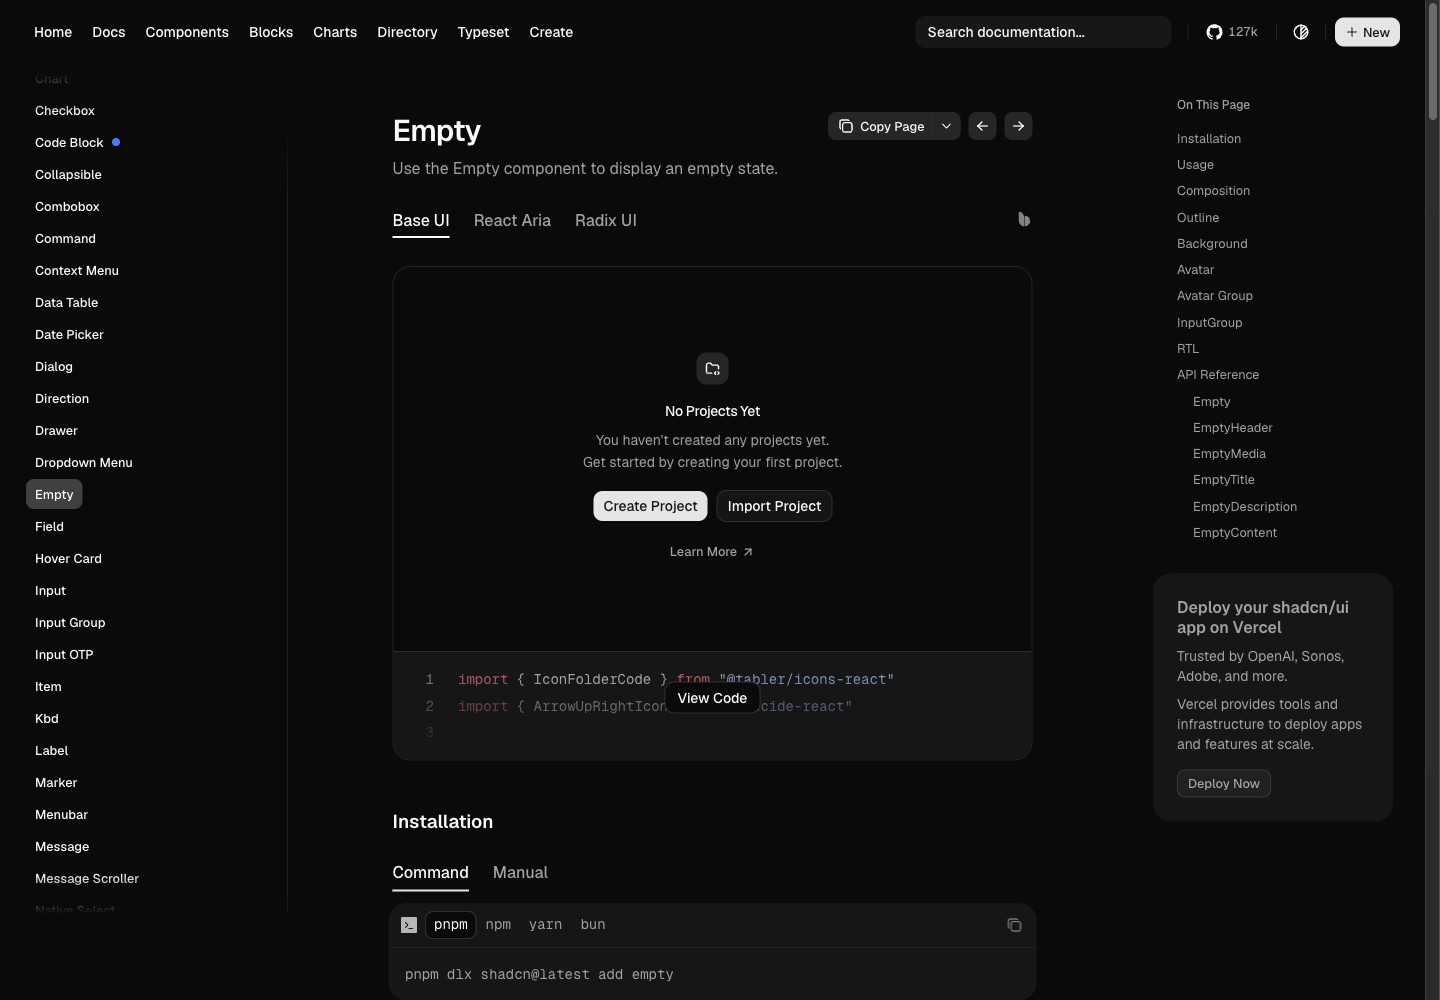 Home Docs Components Blocks Charts Directory Typeset Create
Search documentation...
127k
New
Chart
Checkbox
Code Block
Collapsible
Combobox
Command
Context Menu
Data Table
Date Picker
Dialog
Direction
Drawer
Dropdown Menu
Empty
Field
Hover Card
Input
Input Group
Input OTP
Item
Kbd
Label
Marker
Menubar
Message
Message Scroller
Native Select
Empty
Copy Page
Use the Empty component to display an empty state.
Base UI React Aria Radix UI
No Projects Yet
You haven't created any projects yet.
Get started by creating your first project.
Create Project Import Project
Learn More
1 import { IconFolderCode } from "@tabler/icons-react"
View Code
2 import { ArrowUpRightIcon cide-react"
3
Installation
Command Manual
pnpm npm yarn bun
pnpm dlx shadcn@latest add empty
On This Page
Installation
Usage
Composition
Outline
Background
Avatar
Avatar Group
InputGroup
RTL
API Reference
Empty
EmptyHeader
EmptyMedia
EmptyTitle
EmptyDescription
EmptyContent
Deploy your shadcn/ui
app on Vercel
Trusted by OpenAI, Sonos,
Adobe, and more.
Vercel provides tools and
infrastructure to deploy apps
and features at scale.
Deploy Now